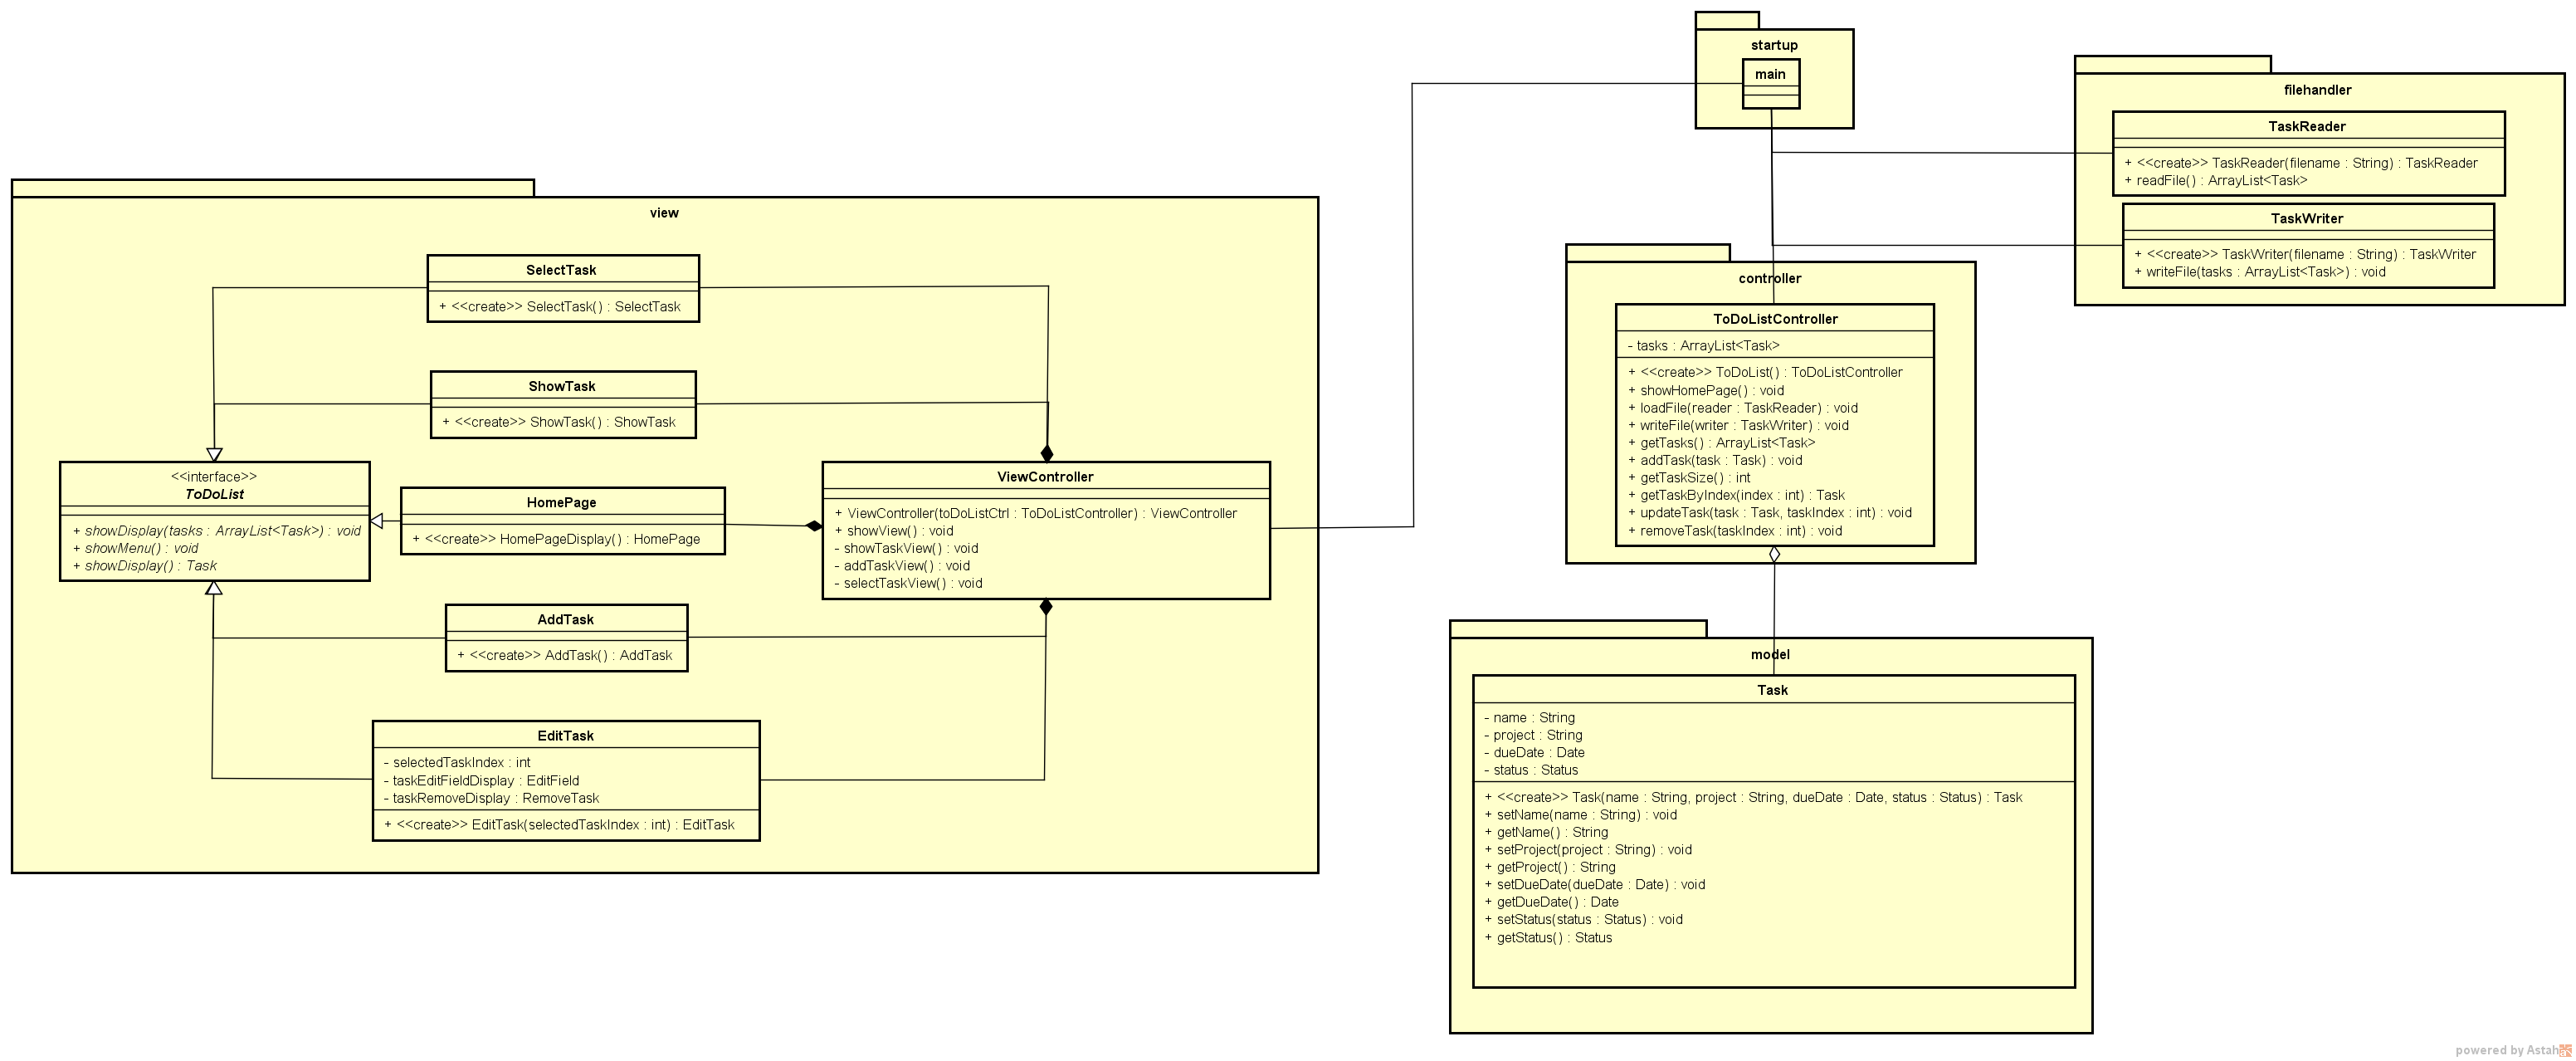 startup
main
filehandler
TaskReader
+ <<create>> TaskReader(filename : String) : TaskReader
+ readFile() : ArrayList<Task>
TaskWriter
+ <<create>> TaskWriter(filename : String) : TaskWriter
+ writeFile(tasks : ArrayList<Task>) : void
view
SelectTask
+ <<create>> SelectTask() : SelectTask
ShowTask
+ <<create>> ShowTask() : ShowTask
<<interface>>
ToDoList
+ showDisplay(tasks : ArrayList<Task>) : void
+ showMenu() : void
+ showDisplay() : Task
HomePage
+ <<create>> HomePageDisplay() : HomePage
ViewController
+ ViewController(toDoListCtrl : ToDoListController) : ViewController
+ showView() : void
- showTaskView() : void
- addTaskView() : void
- selectTaskView() : void
AddTask
+ <<create>> AddTask() : AddTask
EditTask
- selectedTaskIndex : int
- taskEditFieldDisplay : EditField
- taskRemoveDisplay : RemoveTask
+ <<create>> EditTask(selectedTaskIndex : int) : EditTask
controller
ToDoListController
- tasks : ArrayList<Task>
+ <<create>> ToDoList() : ToDoListController
+ showHomePage() : void
+ loadFile(reader : TaskReader) : void
+ writeFile(writer : TaskWriter) : void
+ getTasks() : ArrayList<Task>
+ addTask(task : Task) : void
+ getTaskSize() : int
+ getTaskByIndex(index : int) : Task
+ updateTask(task : Task, taskIndex : int) : void
+ removeTask(taskIndex : int) : void
model
Task
- name : String
- project : String
- dueDate : Date
- status : Status
+ <<create>> Task(name : String, project : String, dueDate : Date, status : Status) : Task
+ setName(name : String) : void
+ getName() : String
+ setProject(project : String) : void
+ getProject() : String
+ setDueDate(dueDate : Date) : void
+ getDueDate() : Date
+ setStatus(status : Status) : void
+ getStatus() : Status
powered by Astah